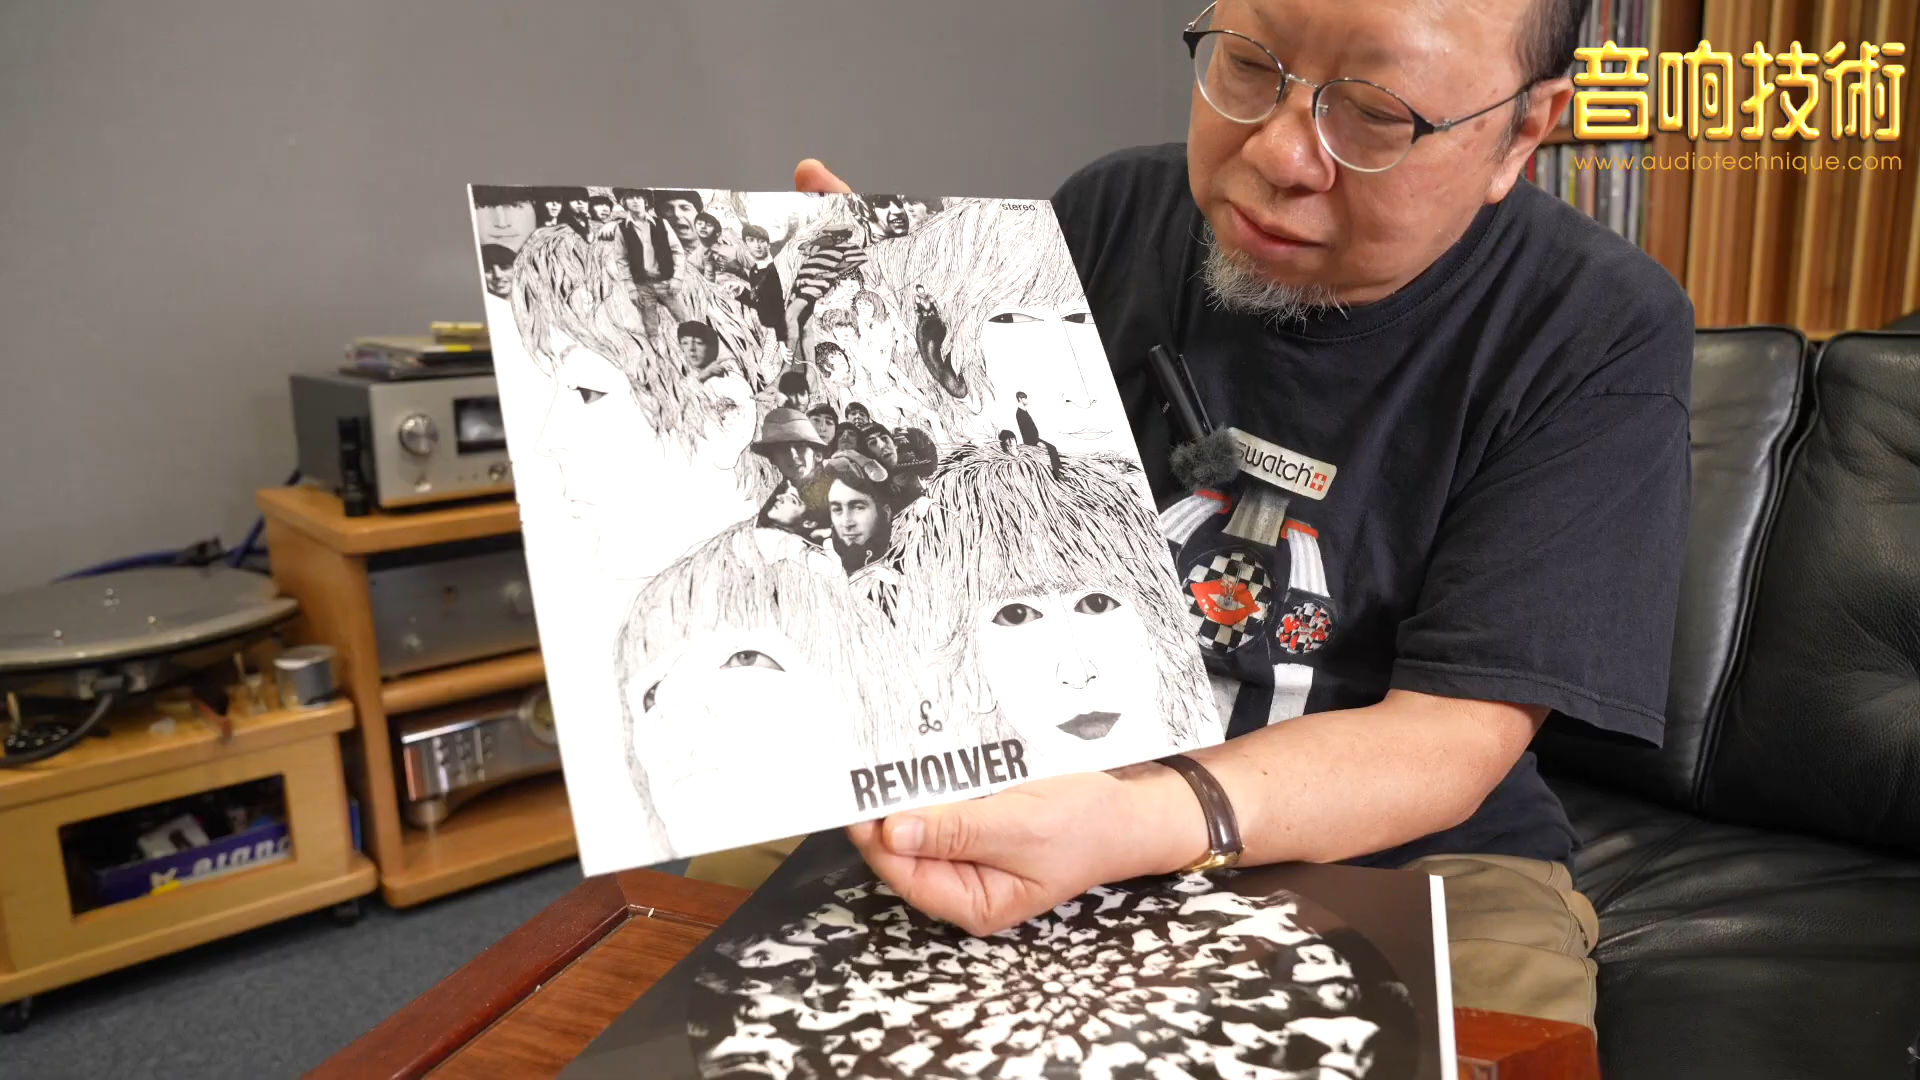 音响技術
www.audiotechnique.com
stereo
swatch
£
REVOLVER